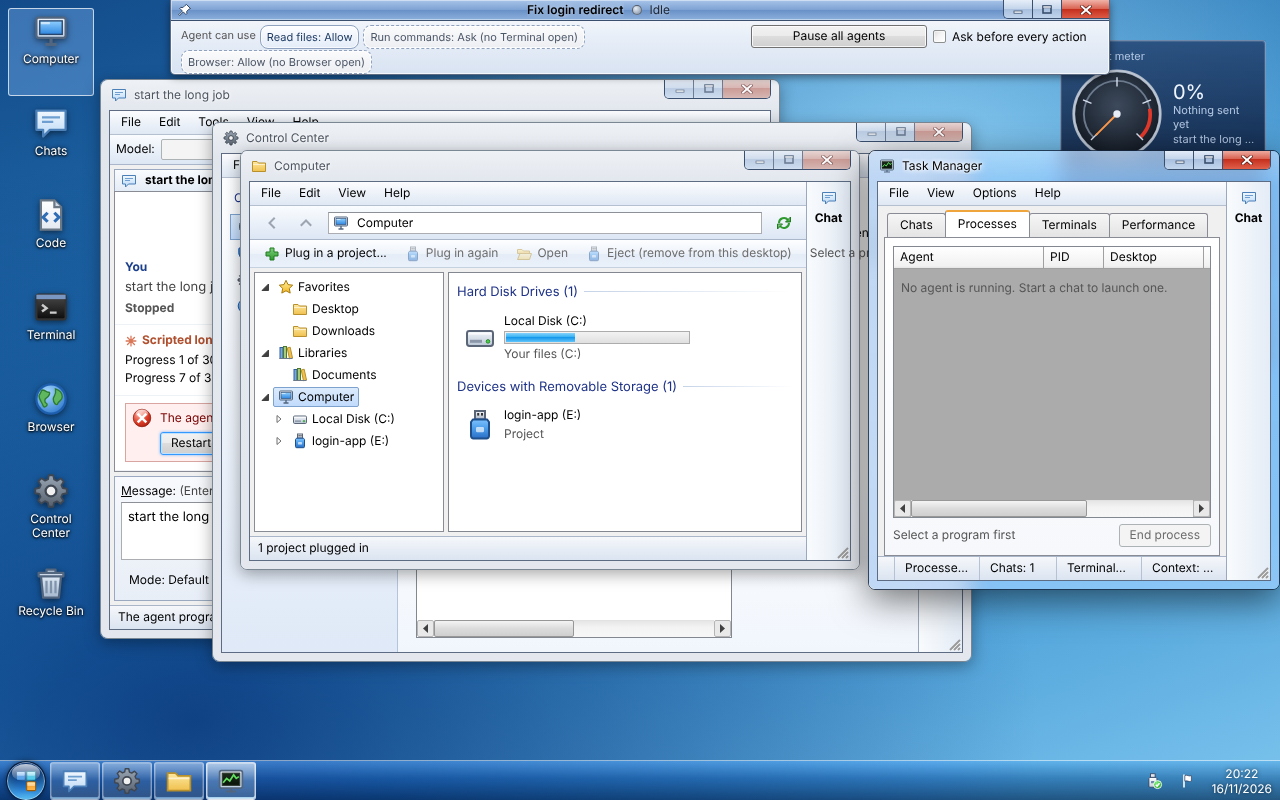 Fix login redirect Idle
Agent can use Read files: Allow Run commands: Ask (no Terminal open)
Browser: Allow (no Browser open)
Pause all agents Ask before every action
Computer
Chats
Code
Terminal
Browser
Control
Center
Recycle Bin
meter
0%
Nothing sent
yet
start the long ...
start the long job
File Edit Tools View Help
Model:
start the lon
You
start the long j
Stopped
Scripted lon
Progress 1 of 30
Progress 7 of 3
The agen
Restart
Message: (Enter
start the long
Mode: Default
The agent progra
Control Center
Computer
File Edit View Help
Computer
Plug in a project... Plug in again Open Eject (remove from this desktop)
Favorites
Desktop
Downloads
Libraries
Documents
Computer
Local Disk (C:)
login-app (E:)
Hard Disk Drives (1)
Local Disk (C:)
Your files (C:)
Devices with Removable Storage (1)
login-app (E:)
Project
1 project plugged in
Chat
Select a pr
Task Manager
File View Options Help
Chats Processes Terminals Performance
Agent PID Desktop
No agent is running. Start a chat to launch one.
Select a program first End process
Processe... Chats: 1 Terminal... Context: ...
Chat
20:22
16/11/2026